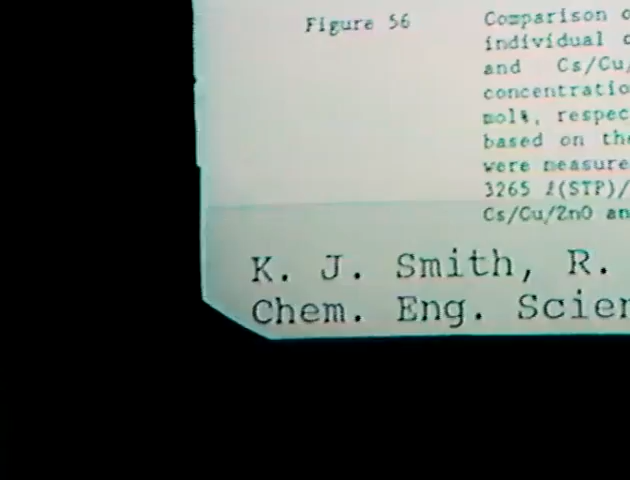 Figure 56 Comparison o
individual c
and Cs/Cu/
concentratio
mol%, respec
based on the
were measure
3265 ℓ(STP)/
Cs/Cu/ZnO an
K. J. Smith, R.
Chem. Eng. Scien